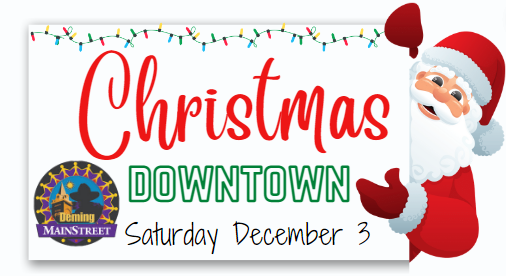 Christmas
DOWNTOWN
Deming
MAINSTREET
Saturday December 3